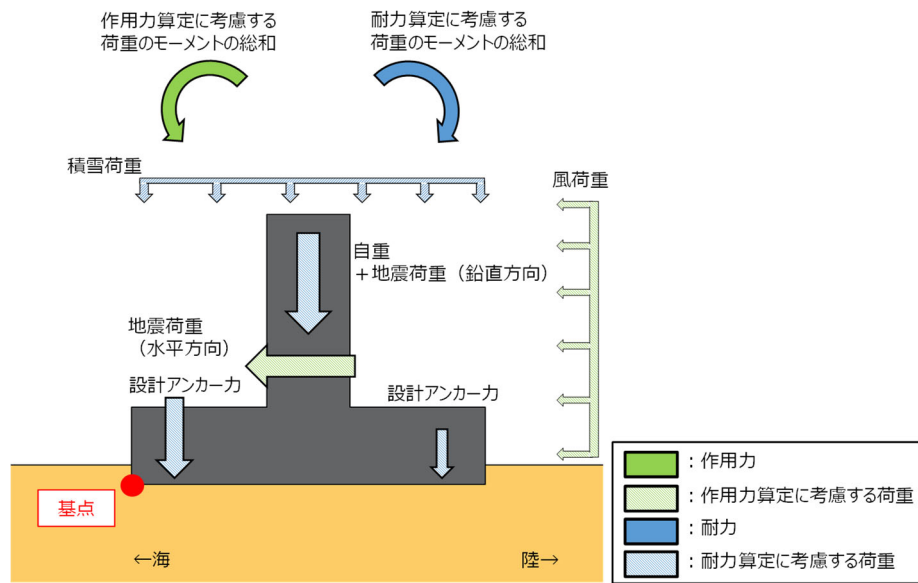 作用力算定に考慮する
荷重のモーメントの総和
耐力算定に考慮する
荷重のモーメントの総和
積雪荷重
風荷重
自重
＋地震荷重（鉛直方向）
地震荷重
（水平方向）
設計アンカー力
設計アンカー力
基点
←海
陸→
：作用力
：作用力算定に考慮する荷重
：耐力
：耐力算定に考慮する荷重